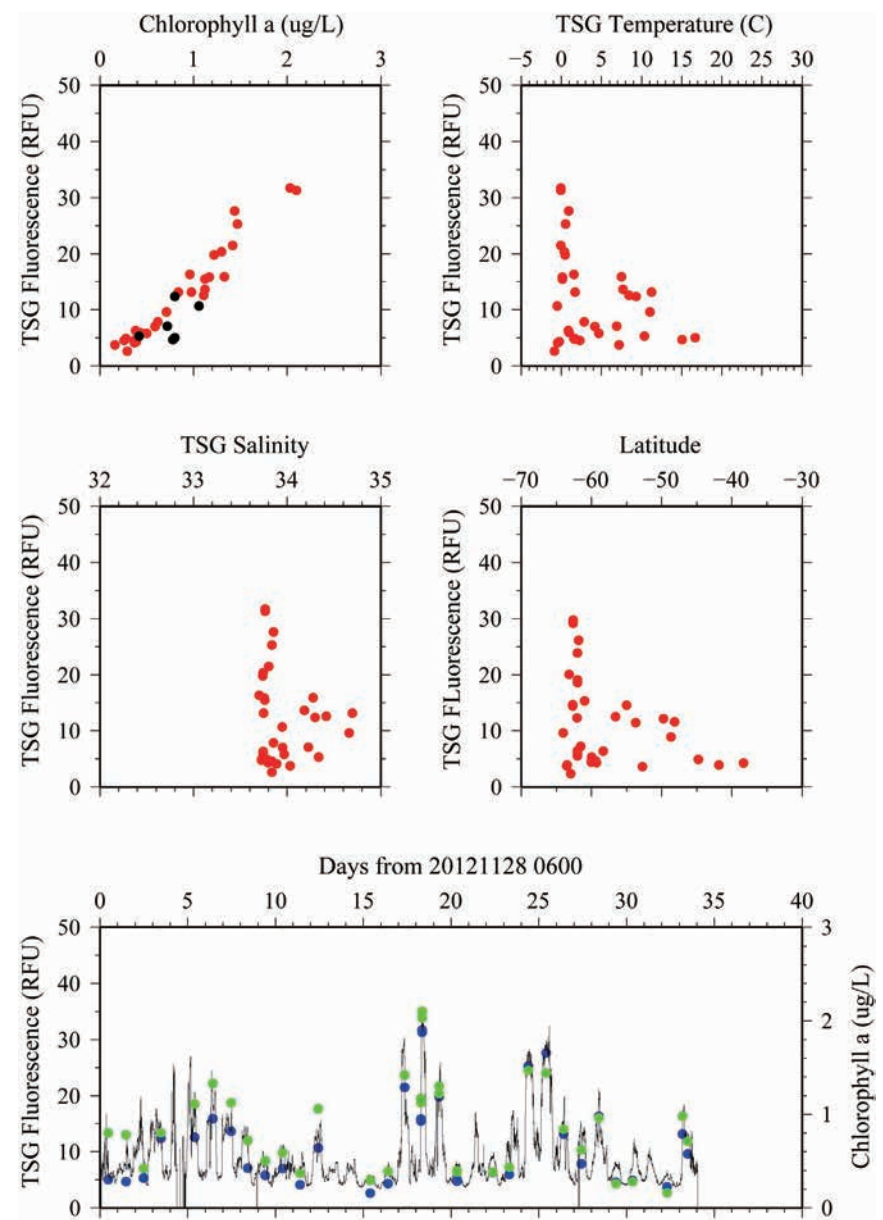 Chlorophyll a (ug/L)
0 1 2 3
TSG Fluorescence (RFU)
50
40
30
20
10
0
TSG Temperature (C)
−5 0 5 10 15 20 25 30
TSG Fluorescence (RFU)
50
40
30
20
10
0
TSG Salinity
32 33 34 35
TSG Fluorescence (RFU)
50
40
30
20
10
0
Latitude
−70 −60 −50 −40 −30
TSG FLuorescence (RFU)
50
40
30
20
10
0
Days from 20121128 0600
0 5 10 15 20 25 30 35 40
TSG Fluorescence (RFU)
50
40
30
20
10
0
Chlorophyll a (ug/L)
3
2
1
0